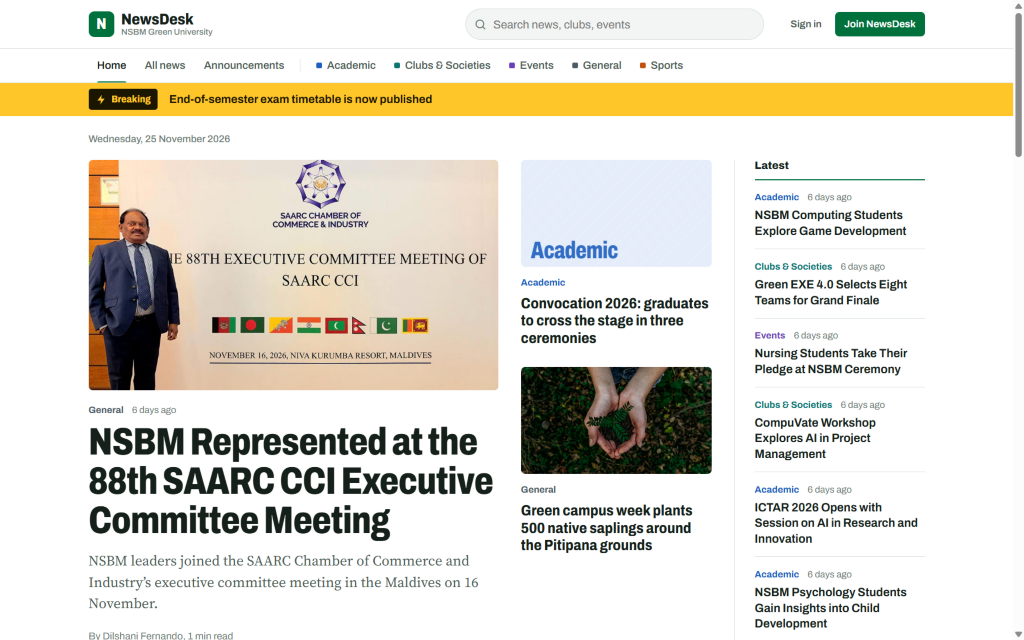 N
NewsDesk
NSBM Green University
Search news, clubs, events
Sign in
Join NewsDesk
Home
All news
Announcements
Academic
Clubs & Societies
Events
General
Sports
Breaking
End-of-semester exam timetable is now published
Wednesday, 25 November 2026
SAARC CHAMBER OF
COMMERCE & INDUSTRY
HE 88TH EXECUTIVE COMMITTEE MEETING OF
SAARC CCI
NOVEMBER 16, 2026, NIVA KURUMBA RESORT, MALDIVES
General 6 days ago
NSBM Represented at the
88th SAARC CCI Executive
Committee Meeting
NSBM leaders joined the SAARC Chamber of Commerce and
Industry’s executive committee meeting in the Maldives on 16
November.
By Dilshani Fernando, 1 min read
Academic
Academic
Convocation 2026: graduates
to cross the stage in three
ceremonies
General
Green campus week plants
500 native saplings around
the Pitipana grounds
Latest
Academic 6 days ago
NSBM Computing Students
Explore Game Development
Clubs & Societies 6 days ago
Green EXE 4.0 Selects Eight
Teams for Grand Finale
Events 6 days ago
Nursing Students Take Their
Pledge at NSBM Ceremony
Clubs & Societies 6 days ago
CompuVate Workshop
Explores AI in Project
Management
Academic 6 days ago
ICTAR 2026 Opens with
Session on AI in Research and
Innovation
Academic 6 days ago
NSBM Psychology Students
Gain Insights into Child
Development